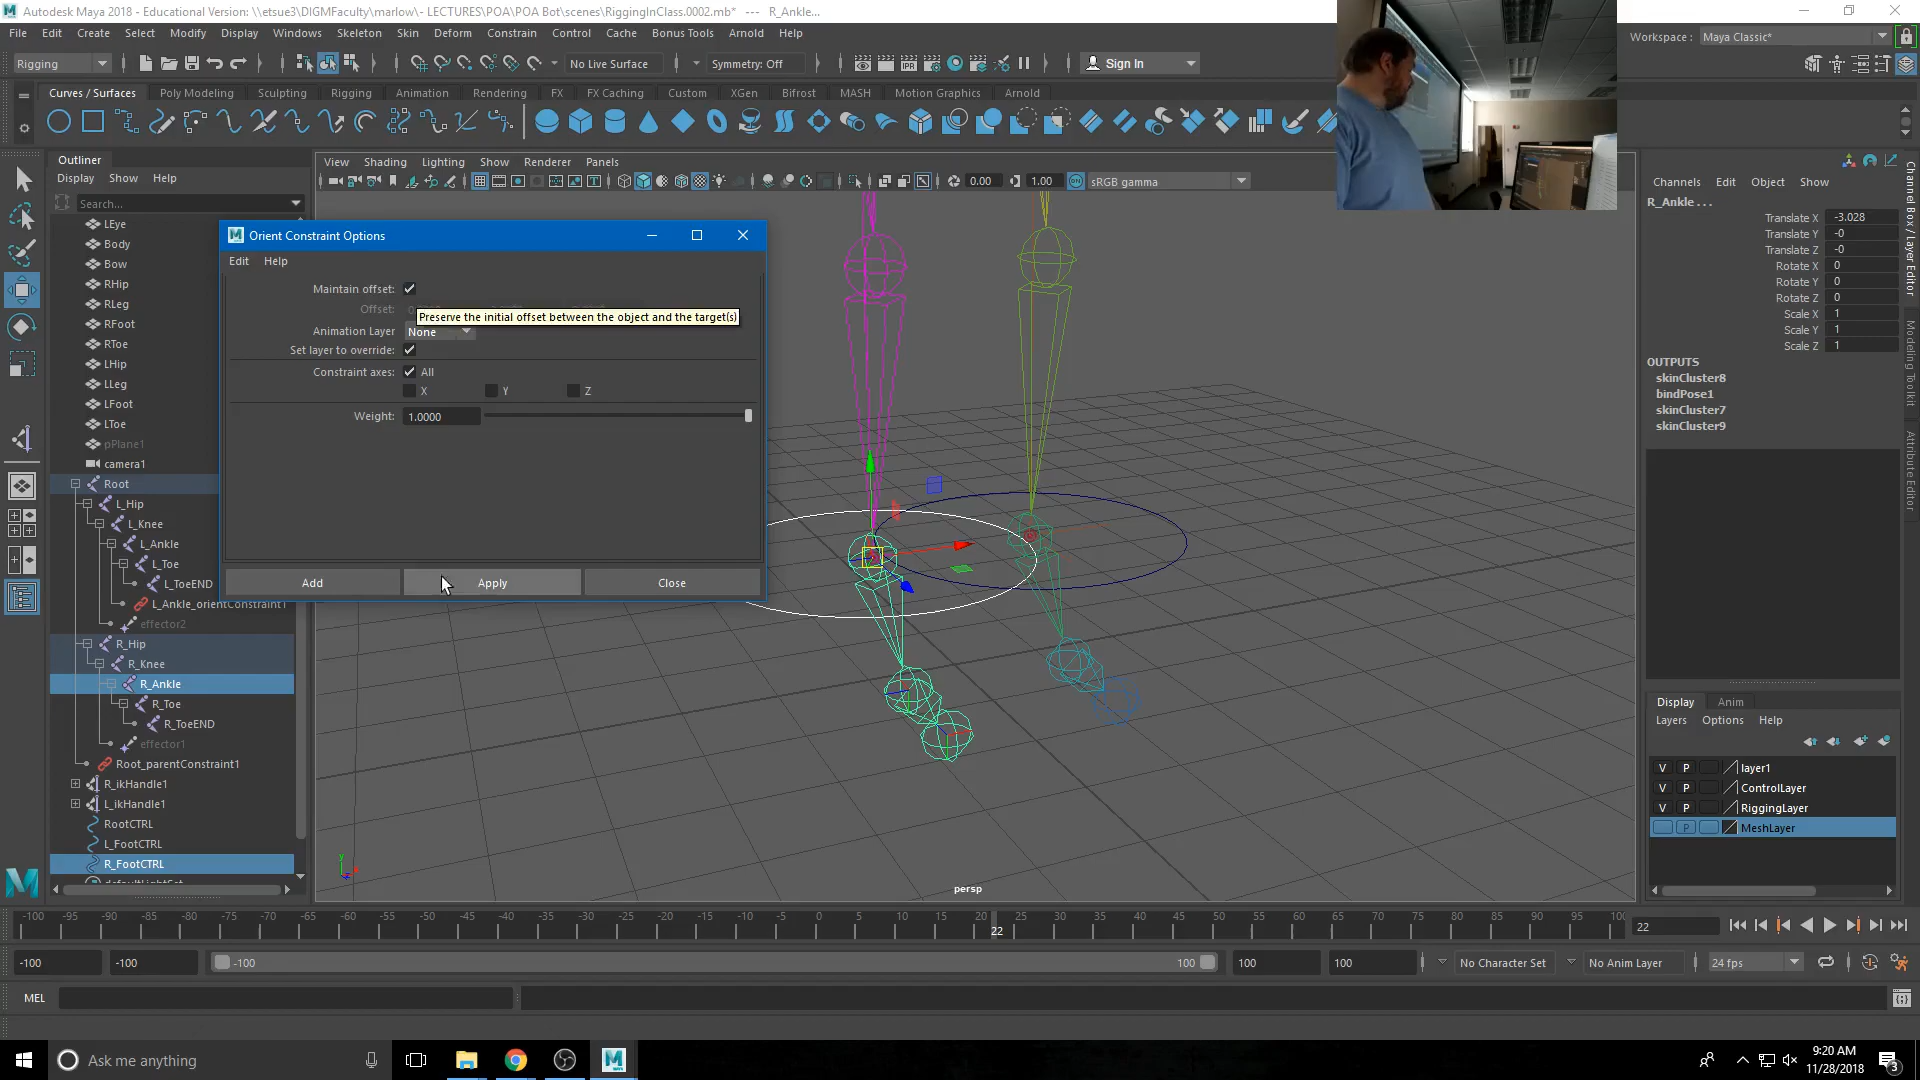 Autodesk Maya 2018 - Educational Version: \\etsue3\DIGMFaculty\marlow\- LECTURES\POA\POA Bot\scenes\RiggingInClass.0002.mb* --- R_Ankle...
File Edit Create Select Modify Display Windows Skeleton Skin Deform Constrain Control Cache Bonus Tools Arnold Help
Workspace : Maya Classic*
Rigging
No Live Surface
Symmetry: Off
Sign In
Curves / Surfaces Poly Modeling Sculpting Rigging Animation Rendering FX FX Caching Custom XGen Bifrost MASH Motion Graphics Arnold
IPR
Outliner
Display Show Help
Search...
LEye
Body
Bow
RHip
RLeg
RFoot
RToe
LHip
LLeg
LFoot
LToe
pPlane1
camera1
Root
L_Hip
L_Knee
L_Ankle
L_Toe
L_ToeEND
L_Ankle_orientConstraint1
effector2
R_Hip
R_Knee
R_Ankle
R_Toe
R_ToeEND
effector1
Root_parentConstraint1
R_ikHandle1
L_ikHandle1
RootCTRL
L_FootCTRL
R_FootCTRL
defaultLightSet
View Shading Lighting Show Renderer Panels
0.00
1.00
sRGB gamma
Orient Constraint Options
Edit Help
Maintain offset:
Offset:
Preserve the initial offset between the object and the target(s)
Animation Layer None
Set layer to override:
Constraint axes: All
X Y Z
Weight: 1.0000
Add Apply Close
persp
y
Channels Edit Object Show
R_Ankle . . .
Translate X -3.028
Translate Y -0
Translate Z -0
Rotate X 0
Rotate Y 0
Rotate Z 0
Scale X 1
Scale Y 1
Scale Z 1
OUTPUTS
skinCluster8
bindPose1
skinCluster7
skinCluster9
Channel Box / Layer Editor
Modeling Toolkit
Attribute Editor
Display Anim
Layers Options Help
V P layer1
V P ControlLayer
V P RiggingLayer
P MeshLayer
-100 -95 -90 -85 -80 -75 -70 -65 -60 -55 -50 -45 -40 -35 -30 -25 -20 -15 -10 -5 0 5 10 15 20 25 30 35 40 45 50 55 60 65 70 75 80 85 90 95 100
22
22
-100
-100
-100
100
100
100
No Character Set
No Anim Layer
24 fps
MEL
Ask me anything
9:20 AM
11/28/2018
3